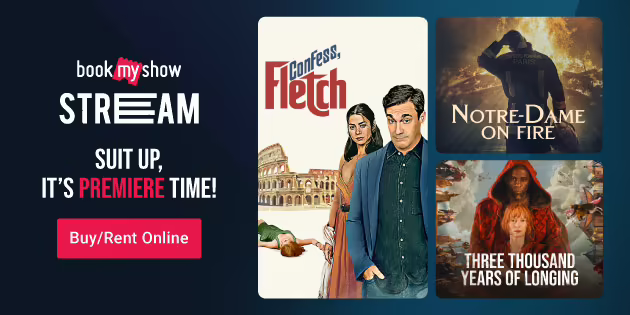 book my show
STREAM
SUIT UP,
IT'S PREMIERE TIME!
Buy/Rent Online
CONFESS,
Fletch
NOTRE-DAME
ON FIRE
THREE THOUSAND
YEARS OF LONGING